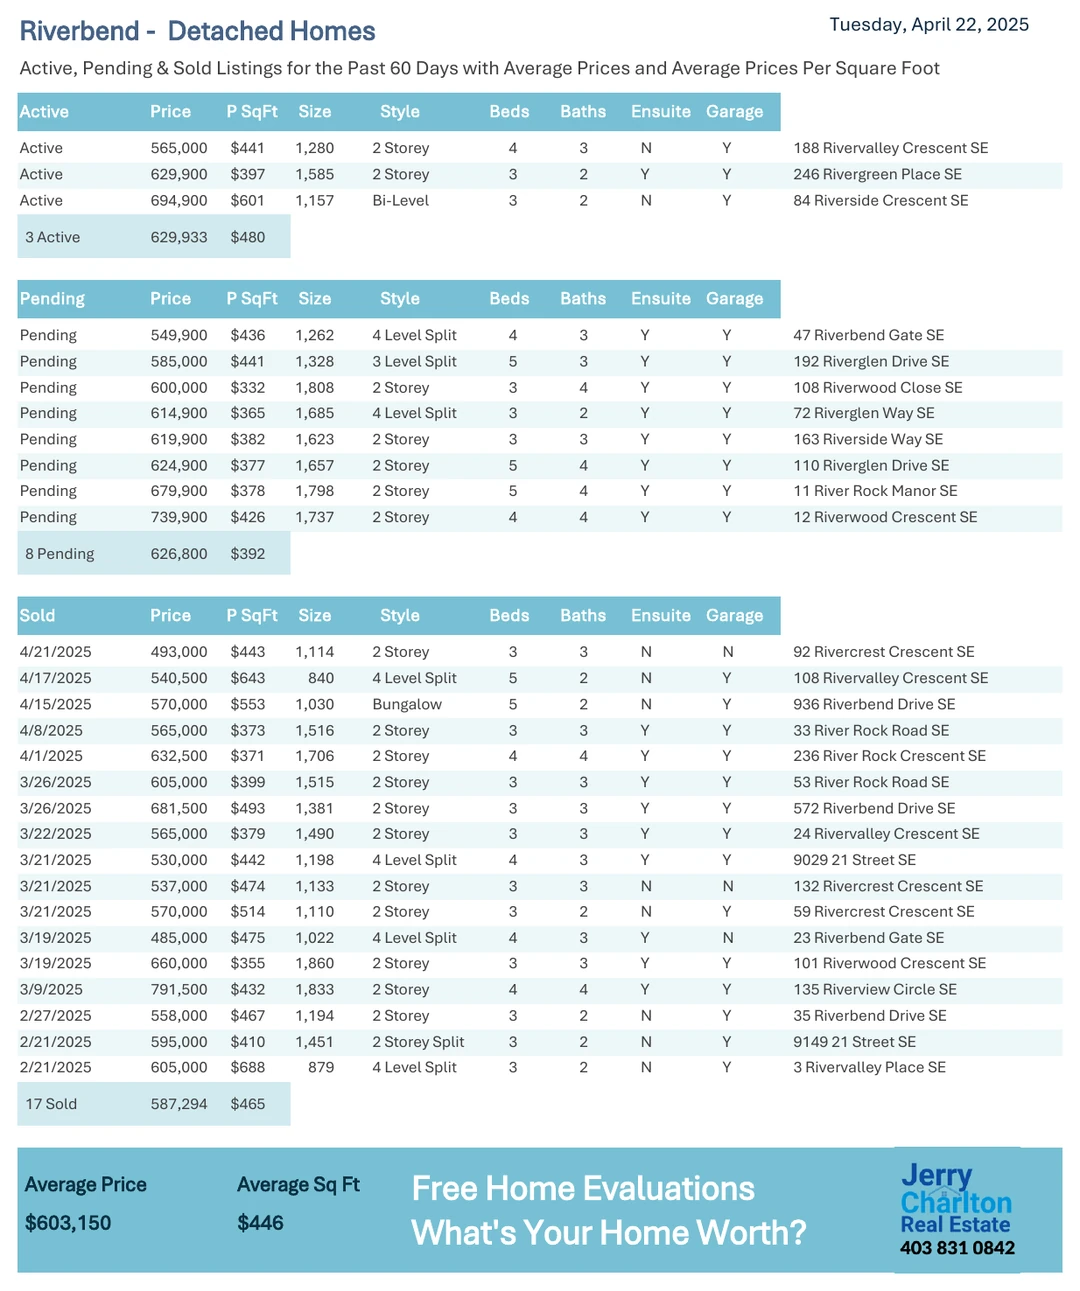 Riverbend - Detached Homes
Tuesday, April 22, 2025
Active, Pending & Sold Listings for the Past 60 Days with Average Prices and Average Prices Per Square Foot
Active Price P SqFt Size Style Beds Baths Ensuite Garage
Active 565,000 $441 1,280 2 Storey 4 3 N Y 188 Rivervalley Crescent SE
Active 629,900 $397 1,585 2 Storey 3 2 Y Y 246 Rivergreen Place SE
Active 694,900 $601 1,157 Bi-Level 3 2 N Y 84 Riverside Crescent SE
3 Active 629,933 $480
Pending Price P SqFt Size Style Beds Baths Ensuite Garage
Pending 549,900 $436 1,262 4 Level Split 4 3 Y Y 47 Riverbend Gate SE
Pending 585,000 $441 1,328 3 Level Split 5 3 Y Y 192 Riverglen Drive SE
Pending 600,000 $332 1,808 2 Storey 3 4 Y Y 108 Riverwood Close SE
Pending 614,900 $365 1,685 4 Level Split 3 2 Y Y 72 Riverglen Way SE
Pending 619,900 $382 1,623 2 Storey 3 3 Y Y 163 Riverside Way SE
Pending 624,900 $377 1,657 2 Storey 5 4 Y Y 110 Riverglen Drive SE
Pending 679,900 $378 1,798 2 Storey 5 4 Y Y 11 River Rock Manor SE
Pending 739,900 $426 1,737 2 Storey 4 4 Y Y 12 Riverwood Crescent SE
8 Pending 626,800 $392
Sold Price P SqFt Size Style Beds Baths Ensuite Garage
4/21/2025 493,000 $443 1,114 2 Storey 3 3 N N 92 Rivercrest Crescent SE
4/17/2025 540,500 $643 840 4 Level Split 5 2 N Y 108 Rivervalley Crescent SE
4/15/2025 570,000 $553 1,030 Bungalow 5 2 N Y 936 Riverbend Drive SE
4/8/2025 565,000 $373 1,516 2 Storey 3 3 Y Y 33 River Rock Road SE
4/1/2025 632,500 $371 1,706 2 Storey 4 4 Y Y 236 River Rock Crescent SE
3/26/2025 605,000 $399 1,515 2 Storey 3 3 Y Y 53 River Rock Road SE
3/26/2025 681,500 $493 1,381 2 Storey 3 3 Y Y 572 Riverbend Drive SE
3/22/2025 565,000 $379 1,490 2 Storey 3 3 Y Y 24 Rivervalley Crescent SE
3/21/2025 530,000 $442 1,198 4 Level Split 4 3 Y Y 9029 21 Street SE
3/21/2025 537,000 $474 1,133 2 Storey 3 3 N N 132 Rivercrest Crescent SE
3/21/2025 570,000 $514 1,110 2 Storey 3 2 N Y 59 Rivercrest Crescent SE
3/19/2025 485,000 $475 1,022 4 Level Split 4 3 Y N 23 Riverbend Gate SE
3/19/2025 660,000 $355 1,860 2 Storey 3 3 Y Y 101 Riverwood Crescent SE
3/9/2025 791,500 $432 1,833 2 Storey 4 4 Y Y 135 Riverview Circle SE
2/27/2025 558,000 $467 1,194 2 Storey 3 2 N Y 35 Riverbend Drive SE
2/21/2025 595,000 $410 1,451 2 Storey Split 3 2 N Y 9149 21 Street SE
2/21/2025 605,000 $688 879 4 Level Split 3 2 N Y 3 Rivervalley Place SE
17 Sold 587,294 $465
Average Price Average Sq Ft
$603,150 $446
Free Home Evaluations
What's Your Home Worth?
Jerry
Charlton
Real Estate
403 831 0842